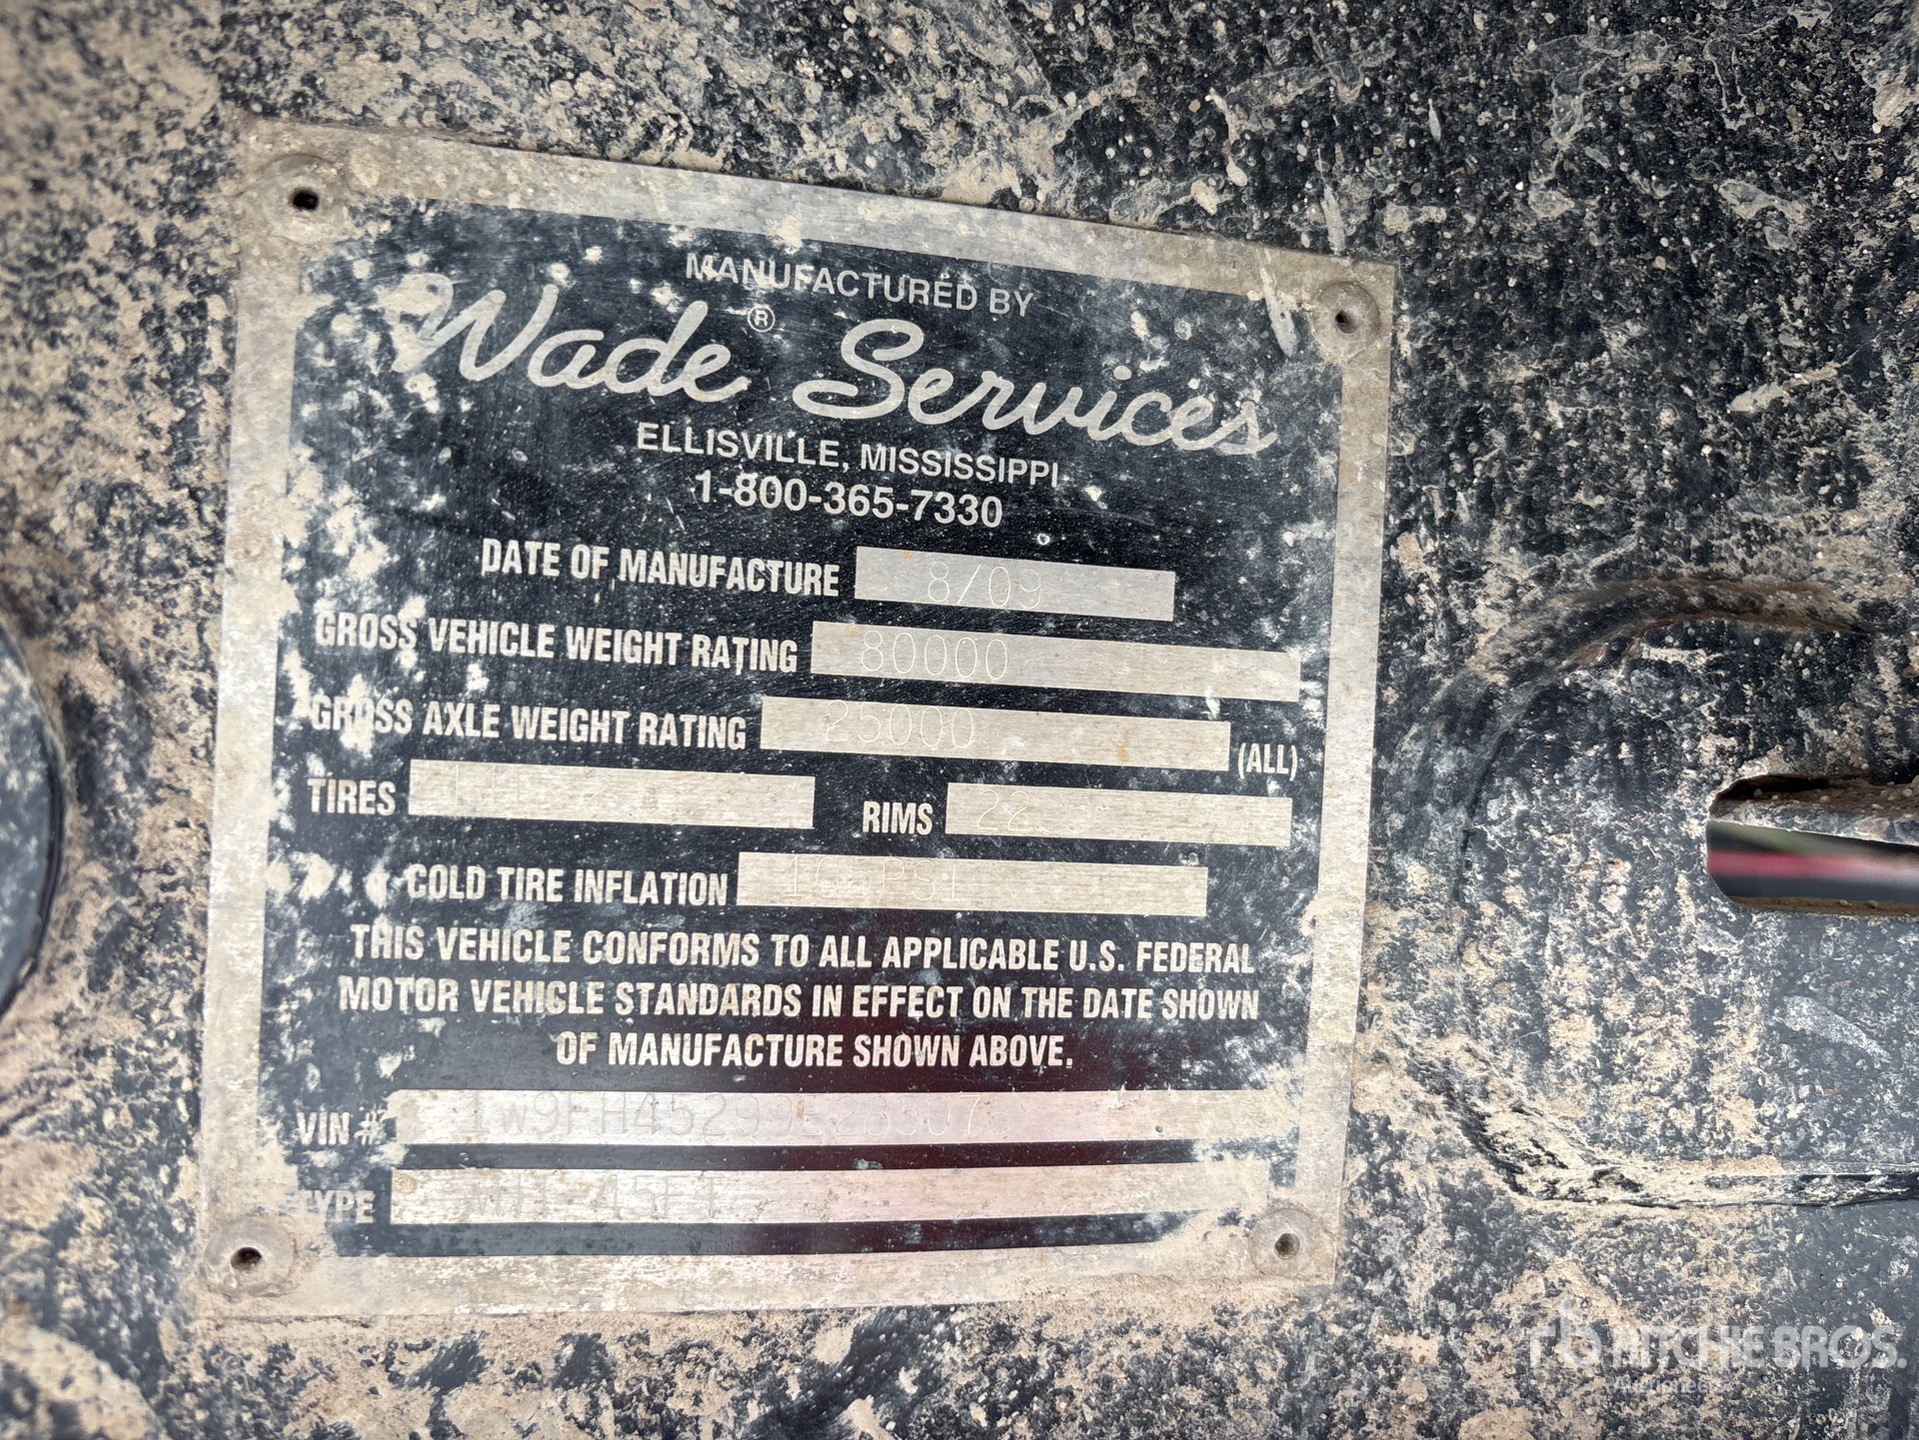 MANUFACTURED BY
Wade® Services
ELLISVILLE, MISSISSIPPI
1-800-365-7330
DATE OF MANUFACTURE 8/09
GROSS VEHICLE WEIGHT RATING 80000
GROSS AXLE WEIGHT RATING 25000 (ALL)
TIRES
RIMS
COLD TIRE INFLATION
THIS VEHICLE CONFORMS TO ALL APPLICABLE U.S. FEDERAL
MOTOR VEHICLE STANDARDS IN EFFECT ON THE DATE SHOWN
OF MANUFACTURE SHOWN ABOVE.
VIN #
TYPE 45FT
RITCHIE BROS.
Auctioneers